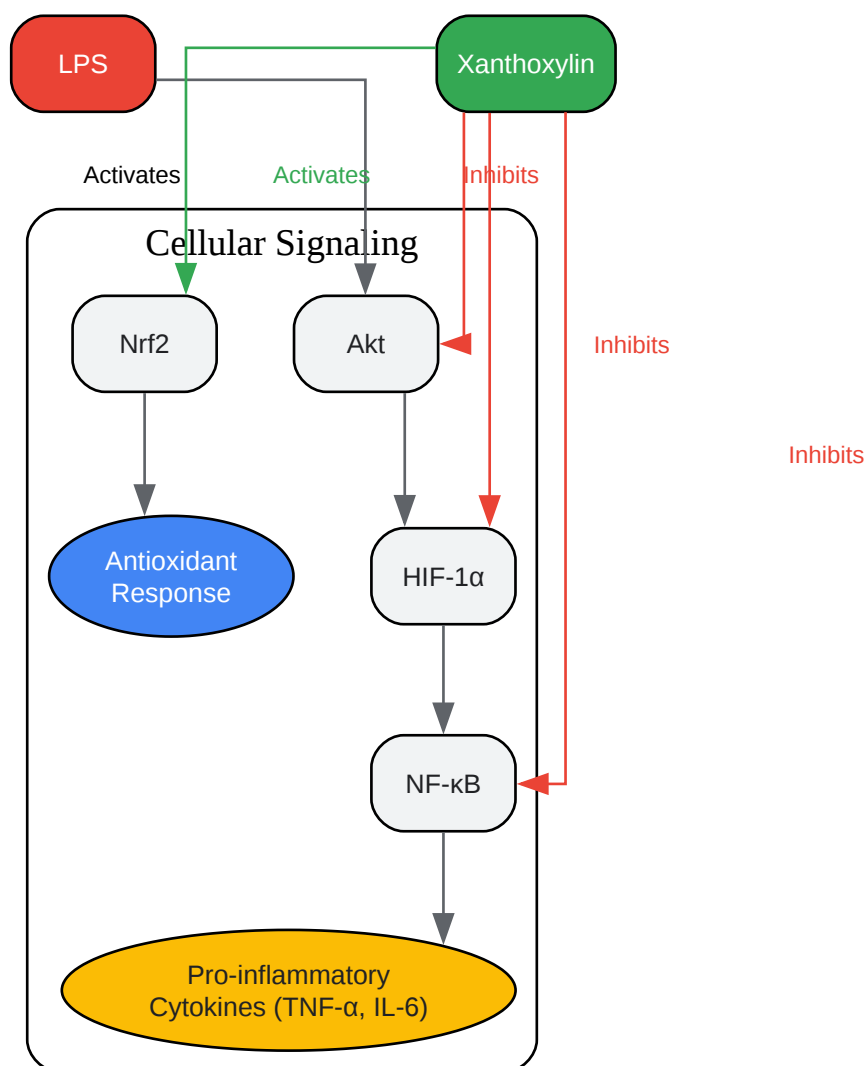 LPS
Xanthoxylin
Activates
Activates
Inhibits
Cellular Signaling
Nrf2
Akt
Inhibits
Inhibits
Antioxidant
Response
HIF-1α
NF-κB
Pro-inflammatory
Cytokines (TNF-α, IL-6)